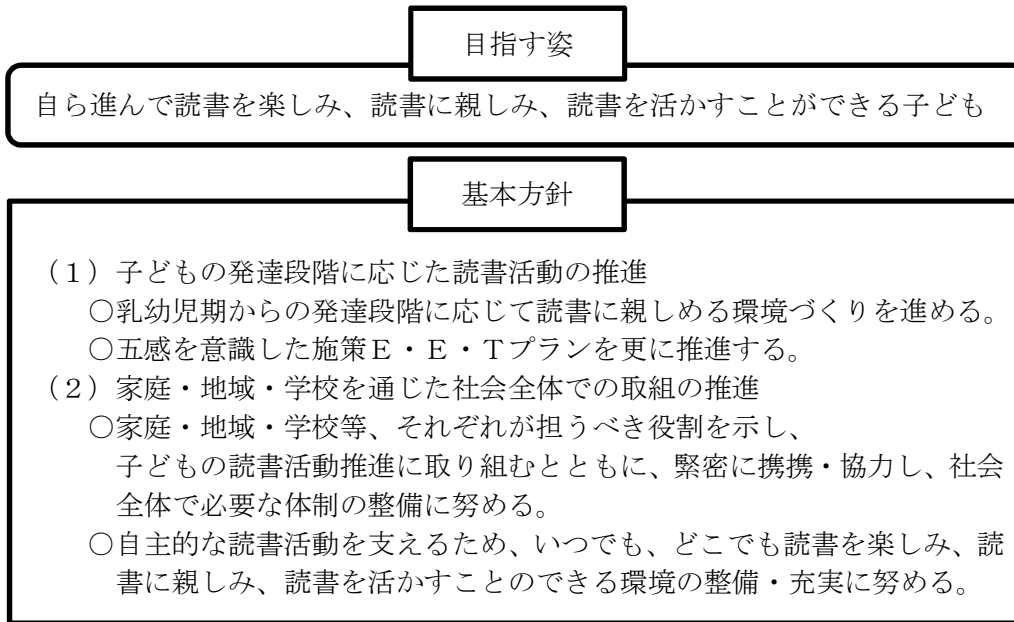 目指す姿
自ら進んで読書を楽しみ、読書に親しみ、読書を活かすことができる子ども
基本方針
（１）子どもの発達段階に応じた読書活動の推進
○乳幼児期からの発達段階に応じて読書に親しめる環境づくりを進める。
○五感を意識した施策Ｅ・Ｅ・Ｔプランを更に推進する。
（２）家庭・地域・学校を通じた社会全体での取組の推進
○家庭・地域・学校等、それぞれが担うべき役割を示し、
子どもの読書活動推進に取り組むとともに、緊密に携携・協力し、社会
全体で必要な体制の整備に努める。
○自主的な読書活動を支えるため、いつでも、どこでも読書を楽しみ、読
書に親しみ、読書を活かすことのできる環境の整備・充実に努める。